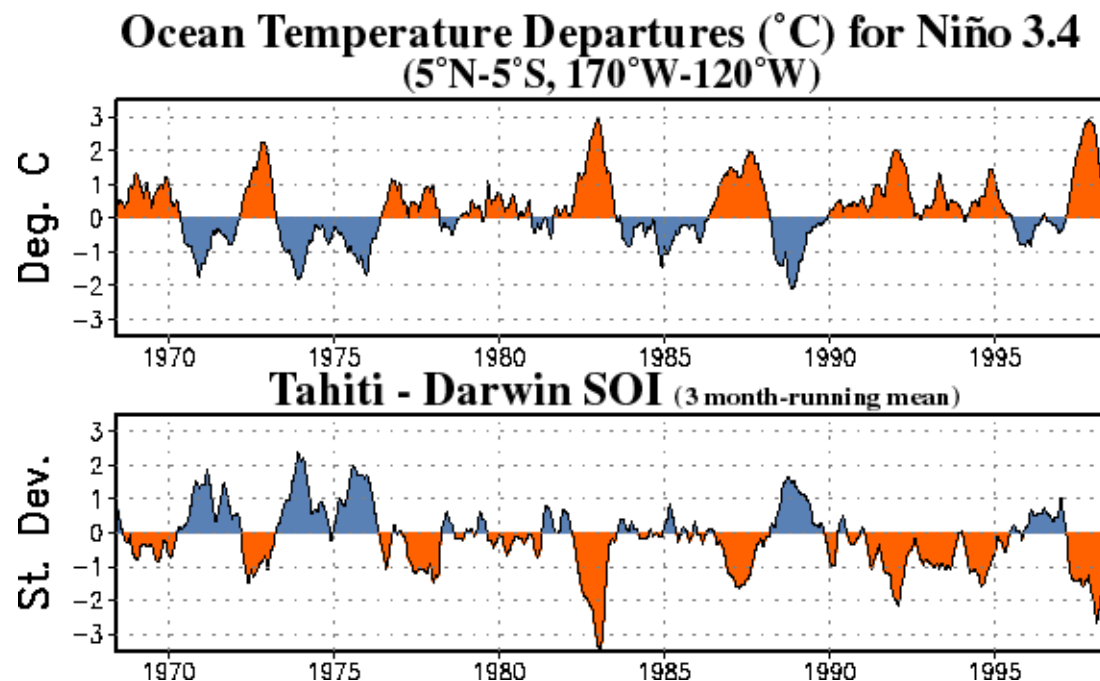 Ocean Temperature Departures (˚C) for Niño 3.4
(5˚N-5˚S, 170˚W-120˚W)
Deg. C
3
2
1
0
−1
−2
−3
1970 1975 1980 1985 1990 1995
Tahiti - Darwin SOI (3 month-running mean)
St. Dev.
3
2
1
0
−1
−2
−3
1970 1975 1980 1985 1990 1995